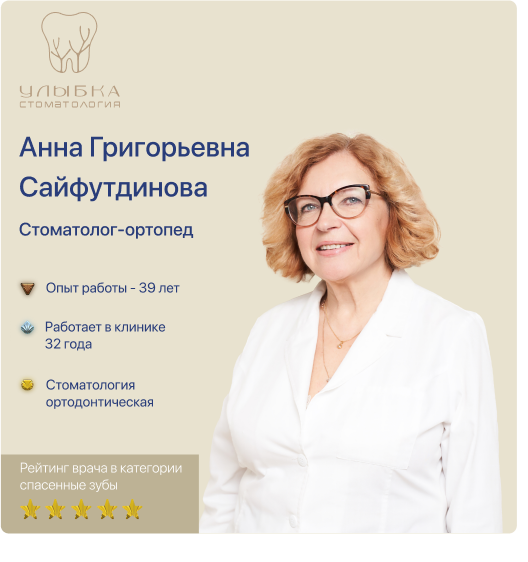 УЛЫБКА
СТОМАТОЛОГИЯ
Анна Григорьевна
Сайфутдинова
Стоматолог-ортопед
Опыт работы - 39 лет
Работает в клинике
32 года
Стоматология
ортодонтическая
Рейтинг врача в категории
спасенные зубы